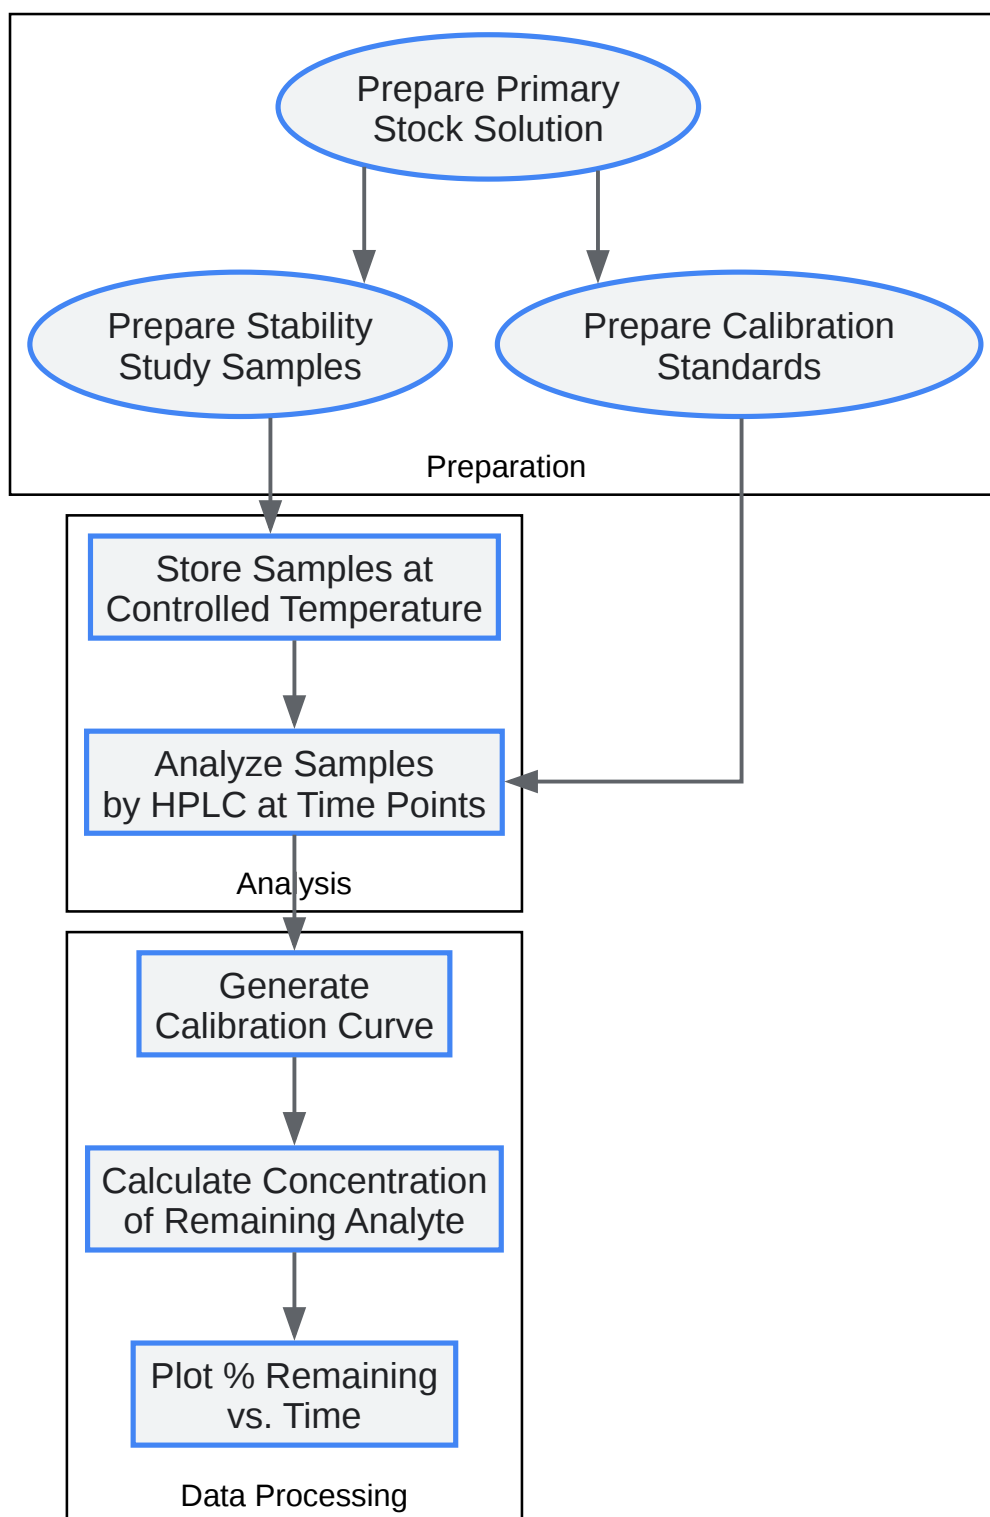 Prepare Primary
Stock Solution
Prepare Stability
Study Samples
Prepare Calibration
Standards
Preparation
Store Samples at
Controlled Temperature
Analyze Samples
by HPLC at Time Points
Analysis
Generate
Calibration Curve
Calculate Concentration
of Remaining Analyte
Plot % Remaining
vs. Time
Data Processing